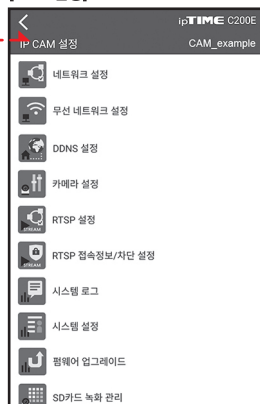 ipTIME C200E
IP CAM 설정
CAM_example
네트워크 설정
무선 네트워크 설정
DDNS 설정
카메라 설정
RTSP 설정
STREAM
RTSP 접속정보/차단 설정
STREAM
시스템 로그
시스템 설정
펌웨어 업그레이드
SD카드 녹화 관리